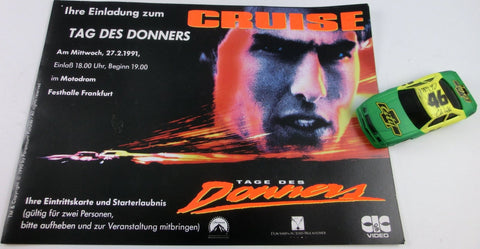 Ihre Einladung zum
CRUISE
TAG DES DONNERS
Am Mittwoch, 27.2.1991,
Einlaß 18.00 Uhr, Beginn 19.00
im Motodrom
Festhalle Frankfurt
TAGE DES
Donners
Ihre Eintrittskarte und Starterlaubnis
(gültig für zwei Personen,
bitte aufheben und zur Veranstaltung mitbringen)
CIC
VIDEO
46